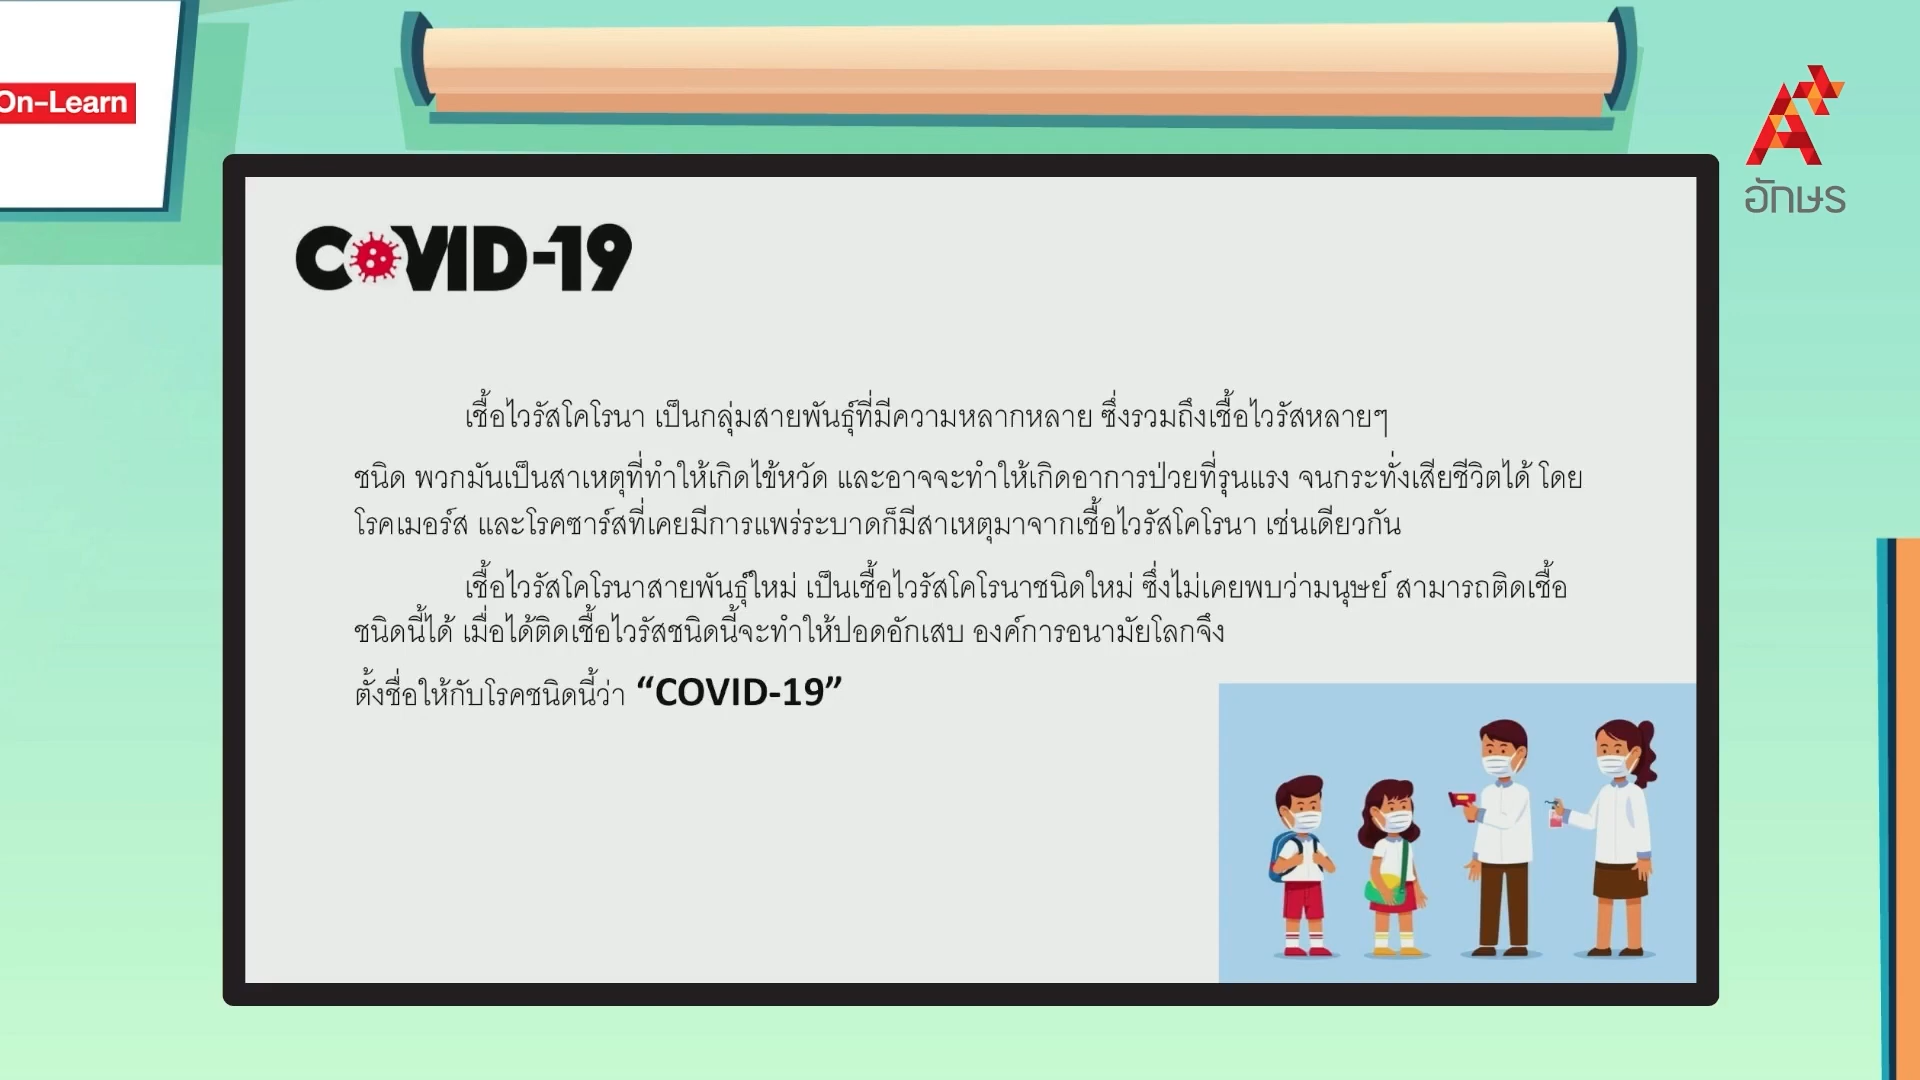 On-Learn
อักษร
COVID-19
เชื้อไวรัสโคโรนา เป็นกลุ่มสายพันธุ์ที่มีความหลากหลาย ซึ่งรวมถึงเชื้อไวรัสหลายๆ
ชนิด พวกมันเป็นสาเหตุที่ทำให้เกิดไข้หวัด และอาจจะทำให้เกิดอาการป่วยที่รุนแรง จนกระทั่งเสียชีวิตได้ โดย
โรคเมอร์ส และโรคซาร์สที่เคยมีการแพร่ระบาดก็มีสาเหตุมาจากเชื้อไวรัสโคโรนา เช่นเดียวกัน
เชื้อไวรัสโคโรนาสายพันธุ์ใหม่ เป็นเชื้อไวรัสโคโรนาชนิดใหม่ ซึ่งไม่เคยพบว่ามนุษย์ สามารถติดเชื้อ
ชนิดนี้ได้ เมื่อได้ติดเชื้อไวรัสชนิดนี้จะทำให้ปอดอักเสบ องค์การอนามัยโลกจึง
ตั้งชื่อให้กับโรคชนิดนี้ว่า “COVID-19”